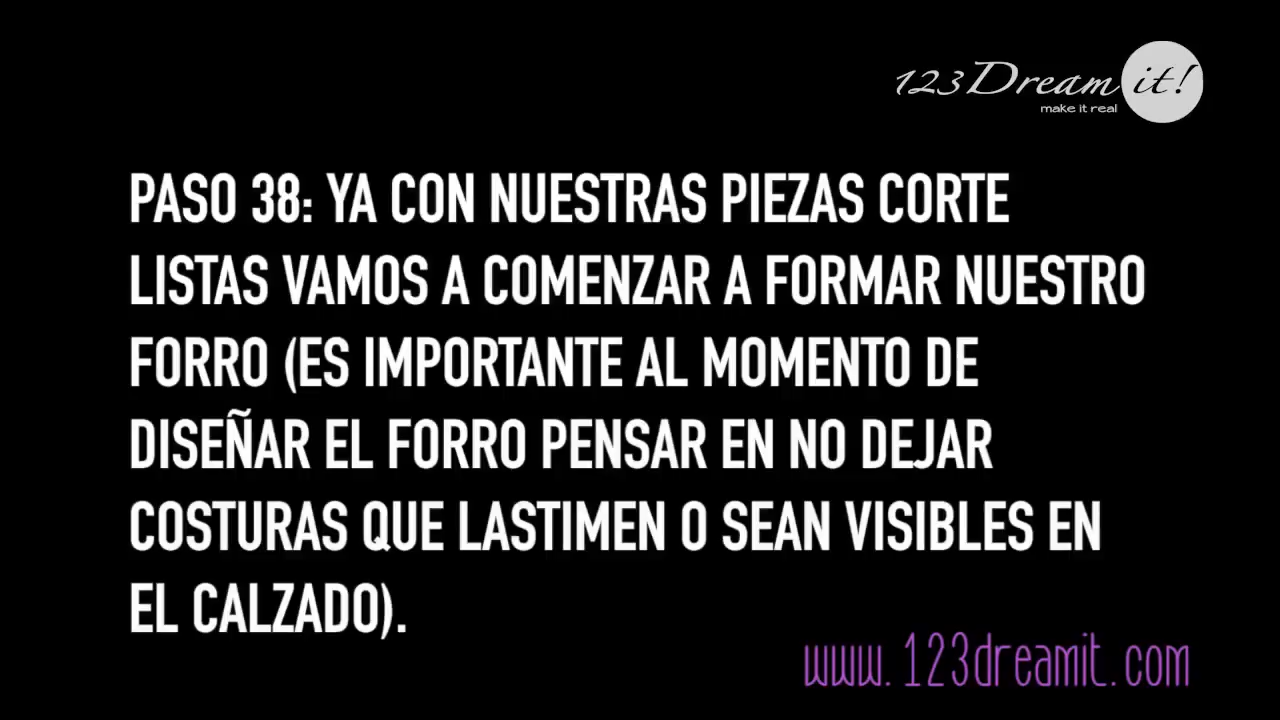 123Dream it!
make it real
PASO 38: YA CON NUESTRAS PIEZAS CORTE
LISTAS VAMOS A COMENZAR A FORMAR NUESTRO
FORRO (ES IMPORTANTE AL MOMENTO DE
DISEÑAR EL FORRO PENSAR EN NO DEJAR
COSTURAS QUE LASTIMEN O SEAN VISIBLES EN
EL CALZADO).
www.123dreamit.com